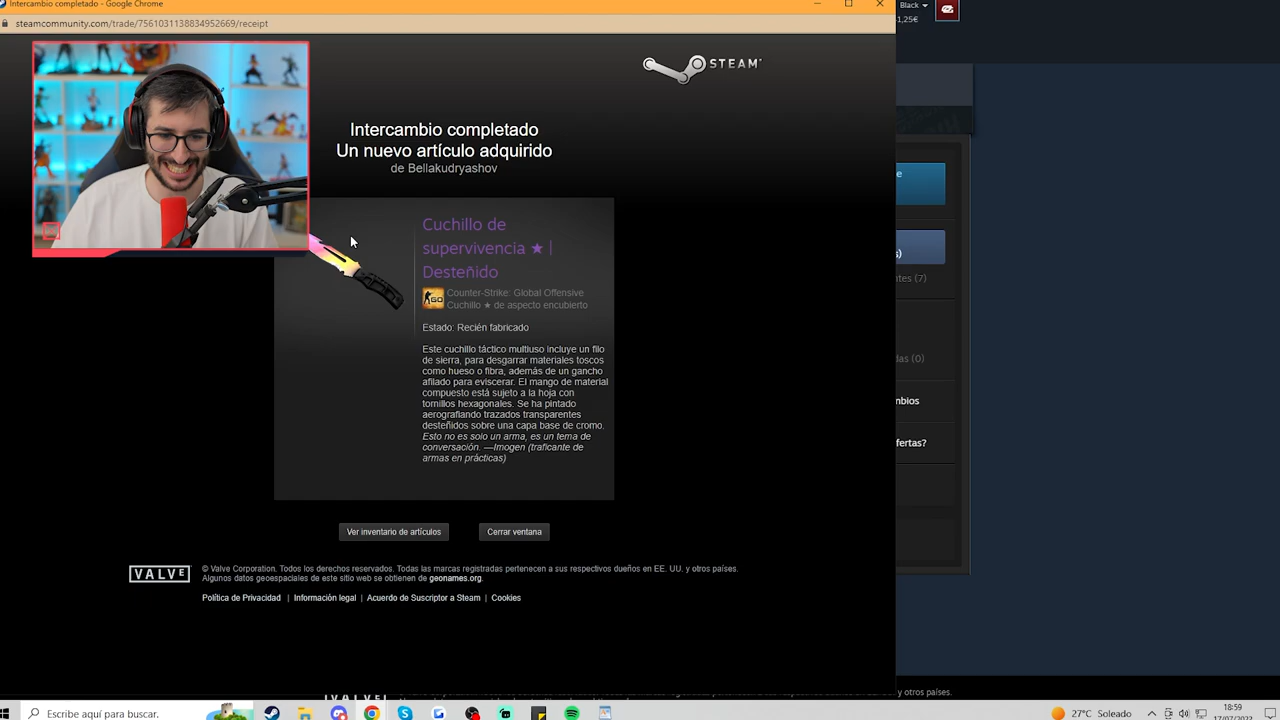 Intercambio completado - Google Chrome
steamcommunity.com/trade/7561031138834952669/receipt
Black
1,25€
STEAM
Intercambio completado
Un nuevo artículo adquirido
de Bellakudryashov
Cuchillo de
supervivencia ★ |
Desteñido
GO
Counter-Strike: Global Offensive
Cuchillo ★ de aspecto encubierto
Estado: Recién fabricado
Este cuchillo táctico multiuso incluye un filo
de sierra, para desgarrar materiales toscos
como hueso o fibra, además de un gancho
afilado para eviscerar. El mango de material
compuesto está sujeto a la hoja con
tornillos hexagonales. Se ha pintado
aerografiando trazados transparentes
desteñidos sobre una capa base de cromo.
Esto no es solo un arma, es un tema de
conversación. —Imogen (traficante de
armas en prácticas)
e
s)
ntes (7)
das (0)
mbios
fertas?
Ver inventario de artículos
Cerrar ventana
VALVE
© Valve Corporation. Todos los derechos reservados. Todas las marcas registradas pertenecen a sus respectivos dueños en EE. UU. y otros países.
Algunos datos geoespaciales de este sitio web se obtienen de geonames.org.
Política de Privacidad | Información legal | Acuerdo de Suscriptor a Steam | Cookies
y otros países.
Escribe aquí para buscar.
27°C Soleado
18:59
17/07/2023